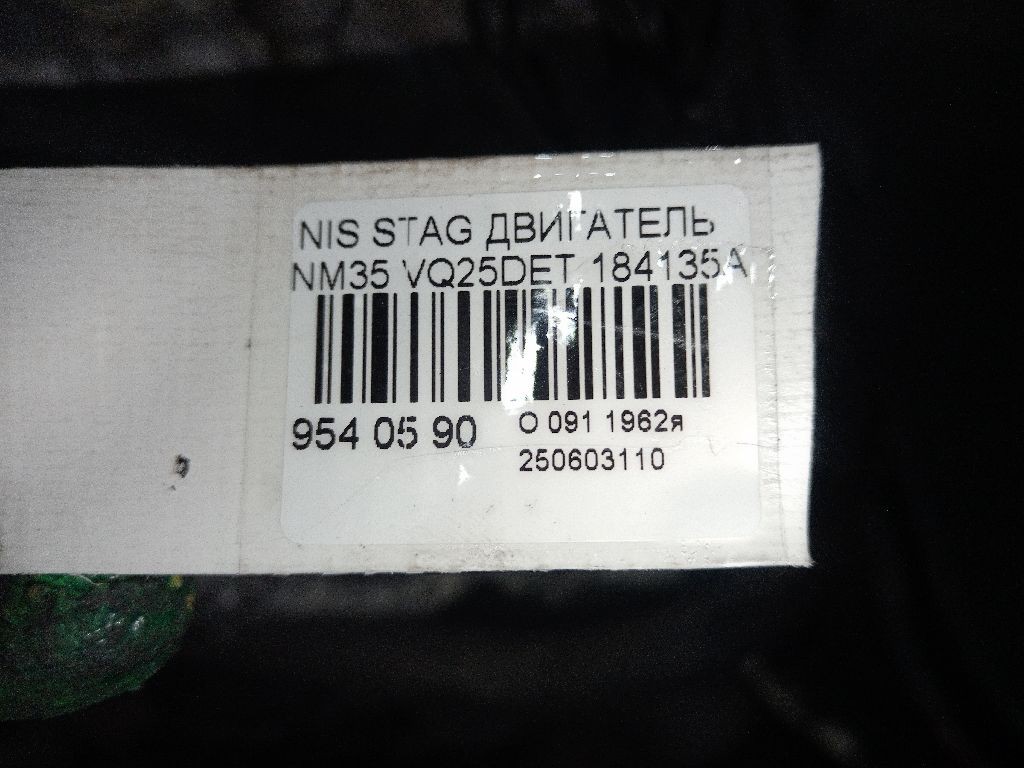 NIS STAG ДВИГАТЕЛЬ
NM35 VQ25DET 184135A
954 05 90
О 091 1962я
250603110